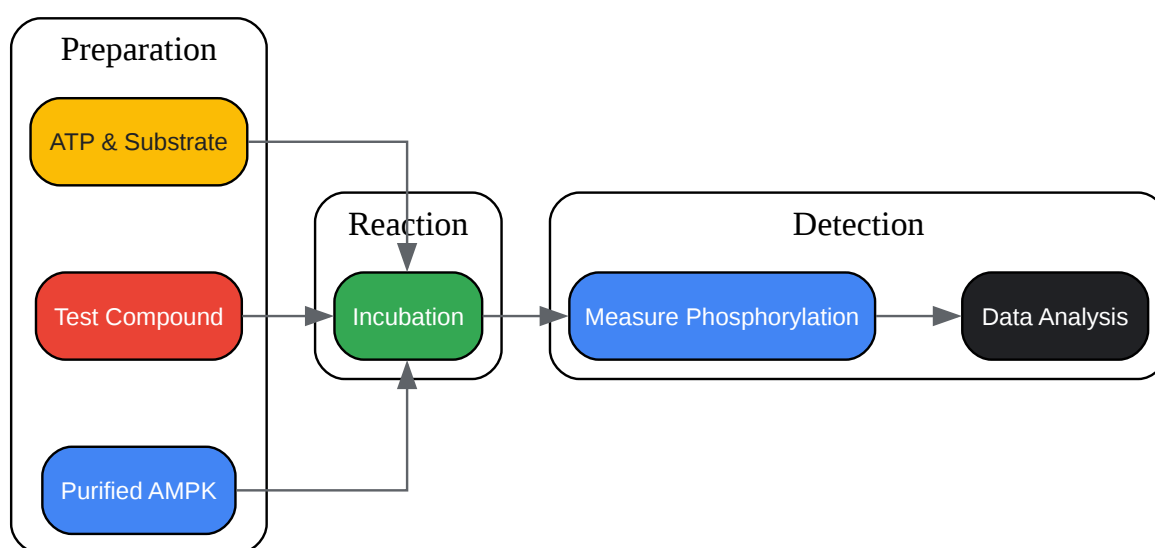 Preparation
ATP & Substrate
Test Compound
Purified AMPK
Reaction
Incubation
Detection
Measure Phosphorylation
Data Analysis